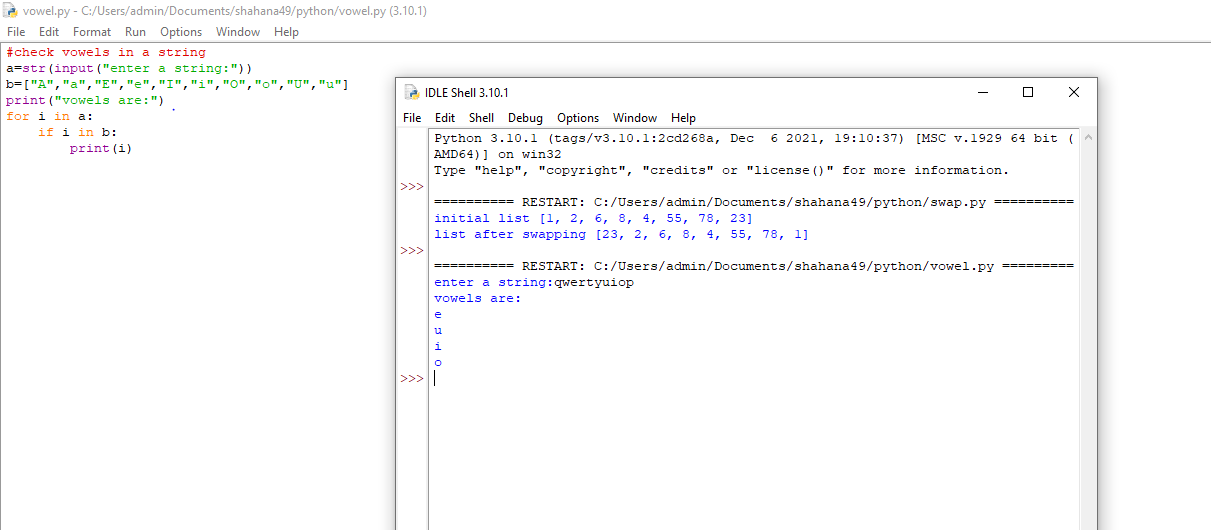 vowel.py - C:/Users/admin/Documents/shahana49/python/vowel.py (3.10.1)
File Edit Format Run Options Window Help
#check vowels in a string
a=str(input("enter a string:"))
b=["A","a","E","e","I","i","O","o","U","u"]
print("vowels are:")
for i in a:
    if i in b:
        print(i)
IDLE Shell 3.10.1
File Edit Shell Debug Options Window Help
Python 3.10.1 (tags/v3.10.1:2cd268a, Dec  6 2021, 19:10:37) [MSC v.1929 64 bit (
AMD64)] on win32
Type "help", "copyright", "credits" or "license()" for more information.
>>>
========== RESTART: C:/Users/admin/Documents/shahana49/python/swap.py ==========
initial list [1, 2, 6, 8, 4, 55, 78, 23]
list after swapping [23, 2, 6, 8, 4, 55, 78, 1]
>>>
========== RESTART: C:/Users/admin/Documents/shahana49/python/vowel.py =========
enter a string:qwertyuiop
vowels are:
e
u
i
o
>>>